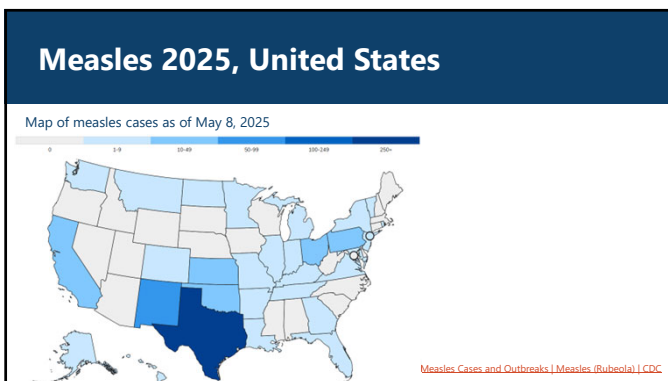 Measles 2025, United States
Map of measles cases as of May 8, 2025
0 1-9 10-49 50-99 100-249 250+
Measles Cases and Outbreaks | Measles (Rubeola) | CDC